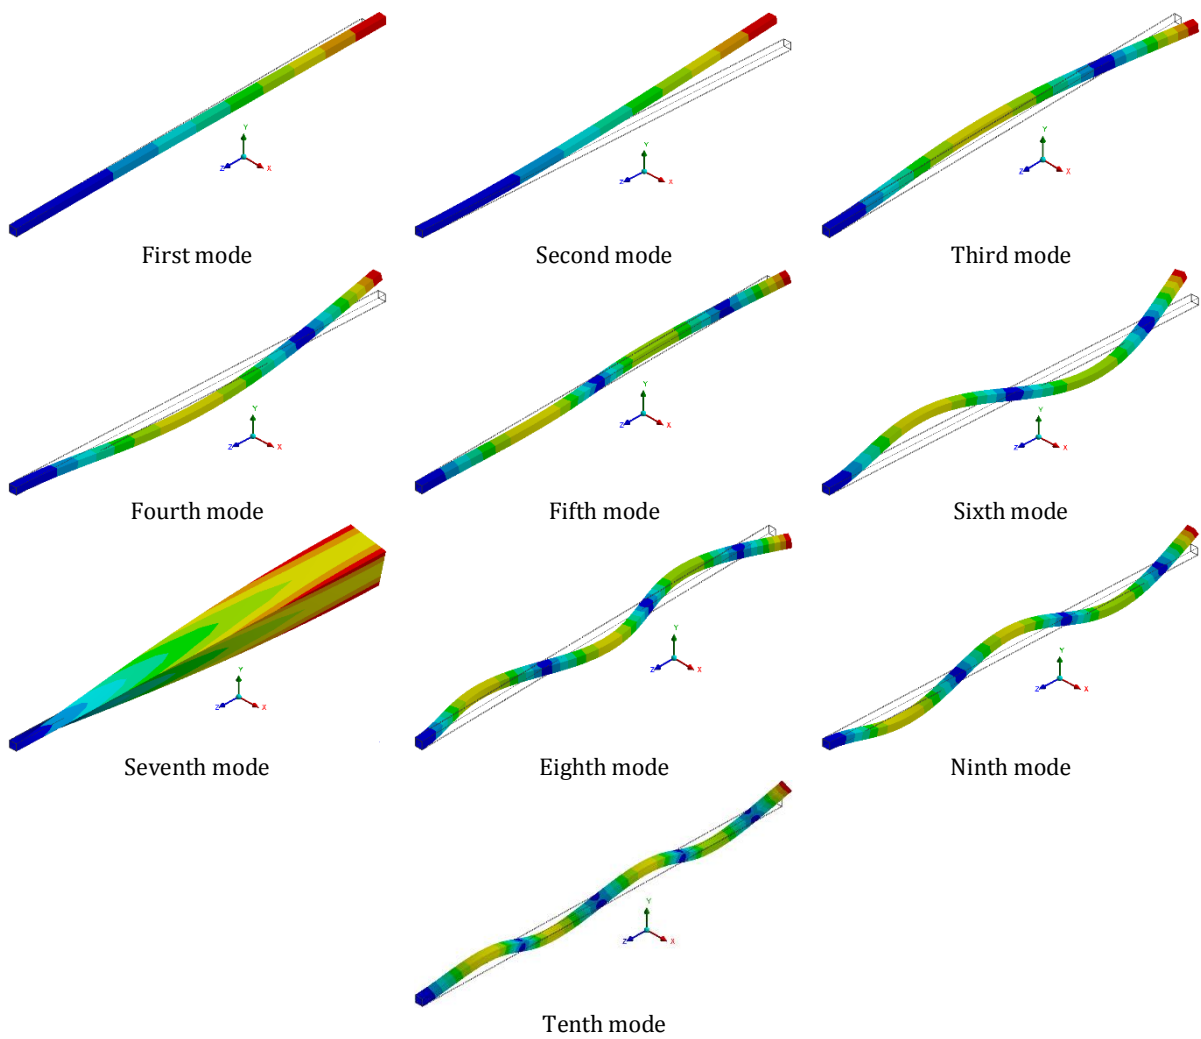 Y
Z
X
Y
Z
X
Y
Z
X
First mode
Second mode
Third mode
Y
Z
X
Y
Z
X
Y
Z
X
Fourth mode
Fifth mode
Sixth mode
Y
Z
X
Y
Z
X
Y
Z
X
Seventh mode
Eighth mode
Ninth mode
Y
Z
X
Tenth mode